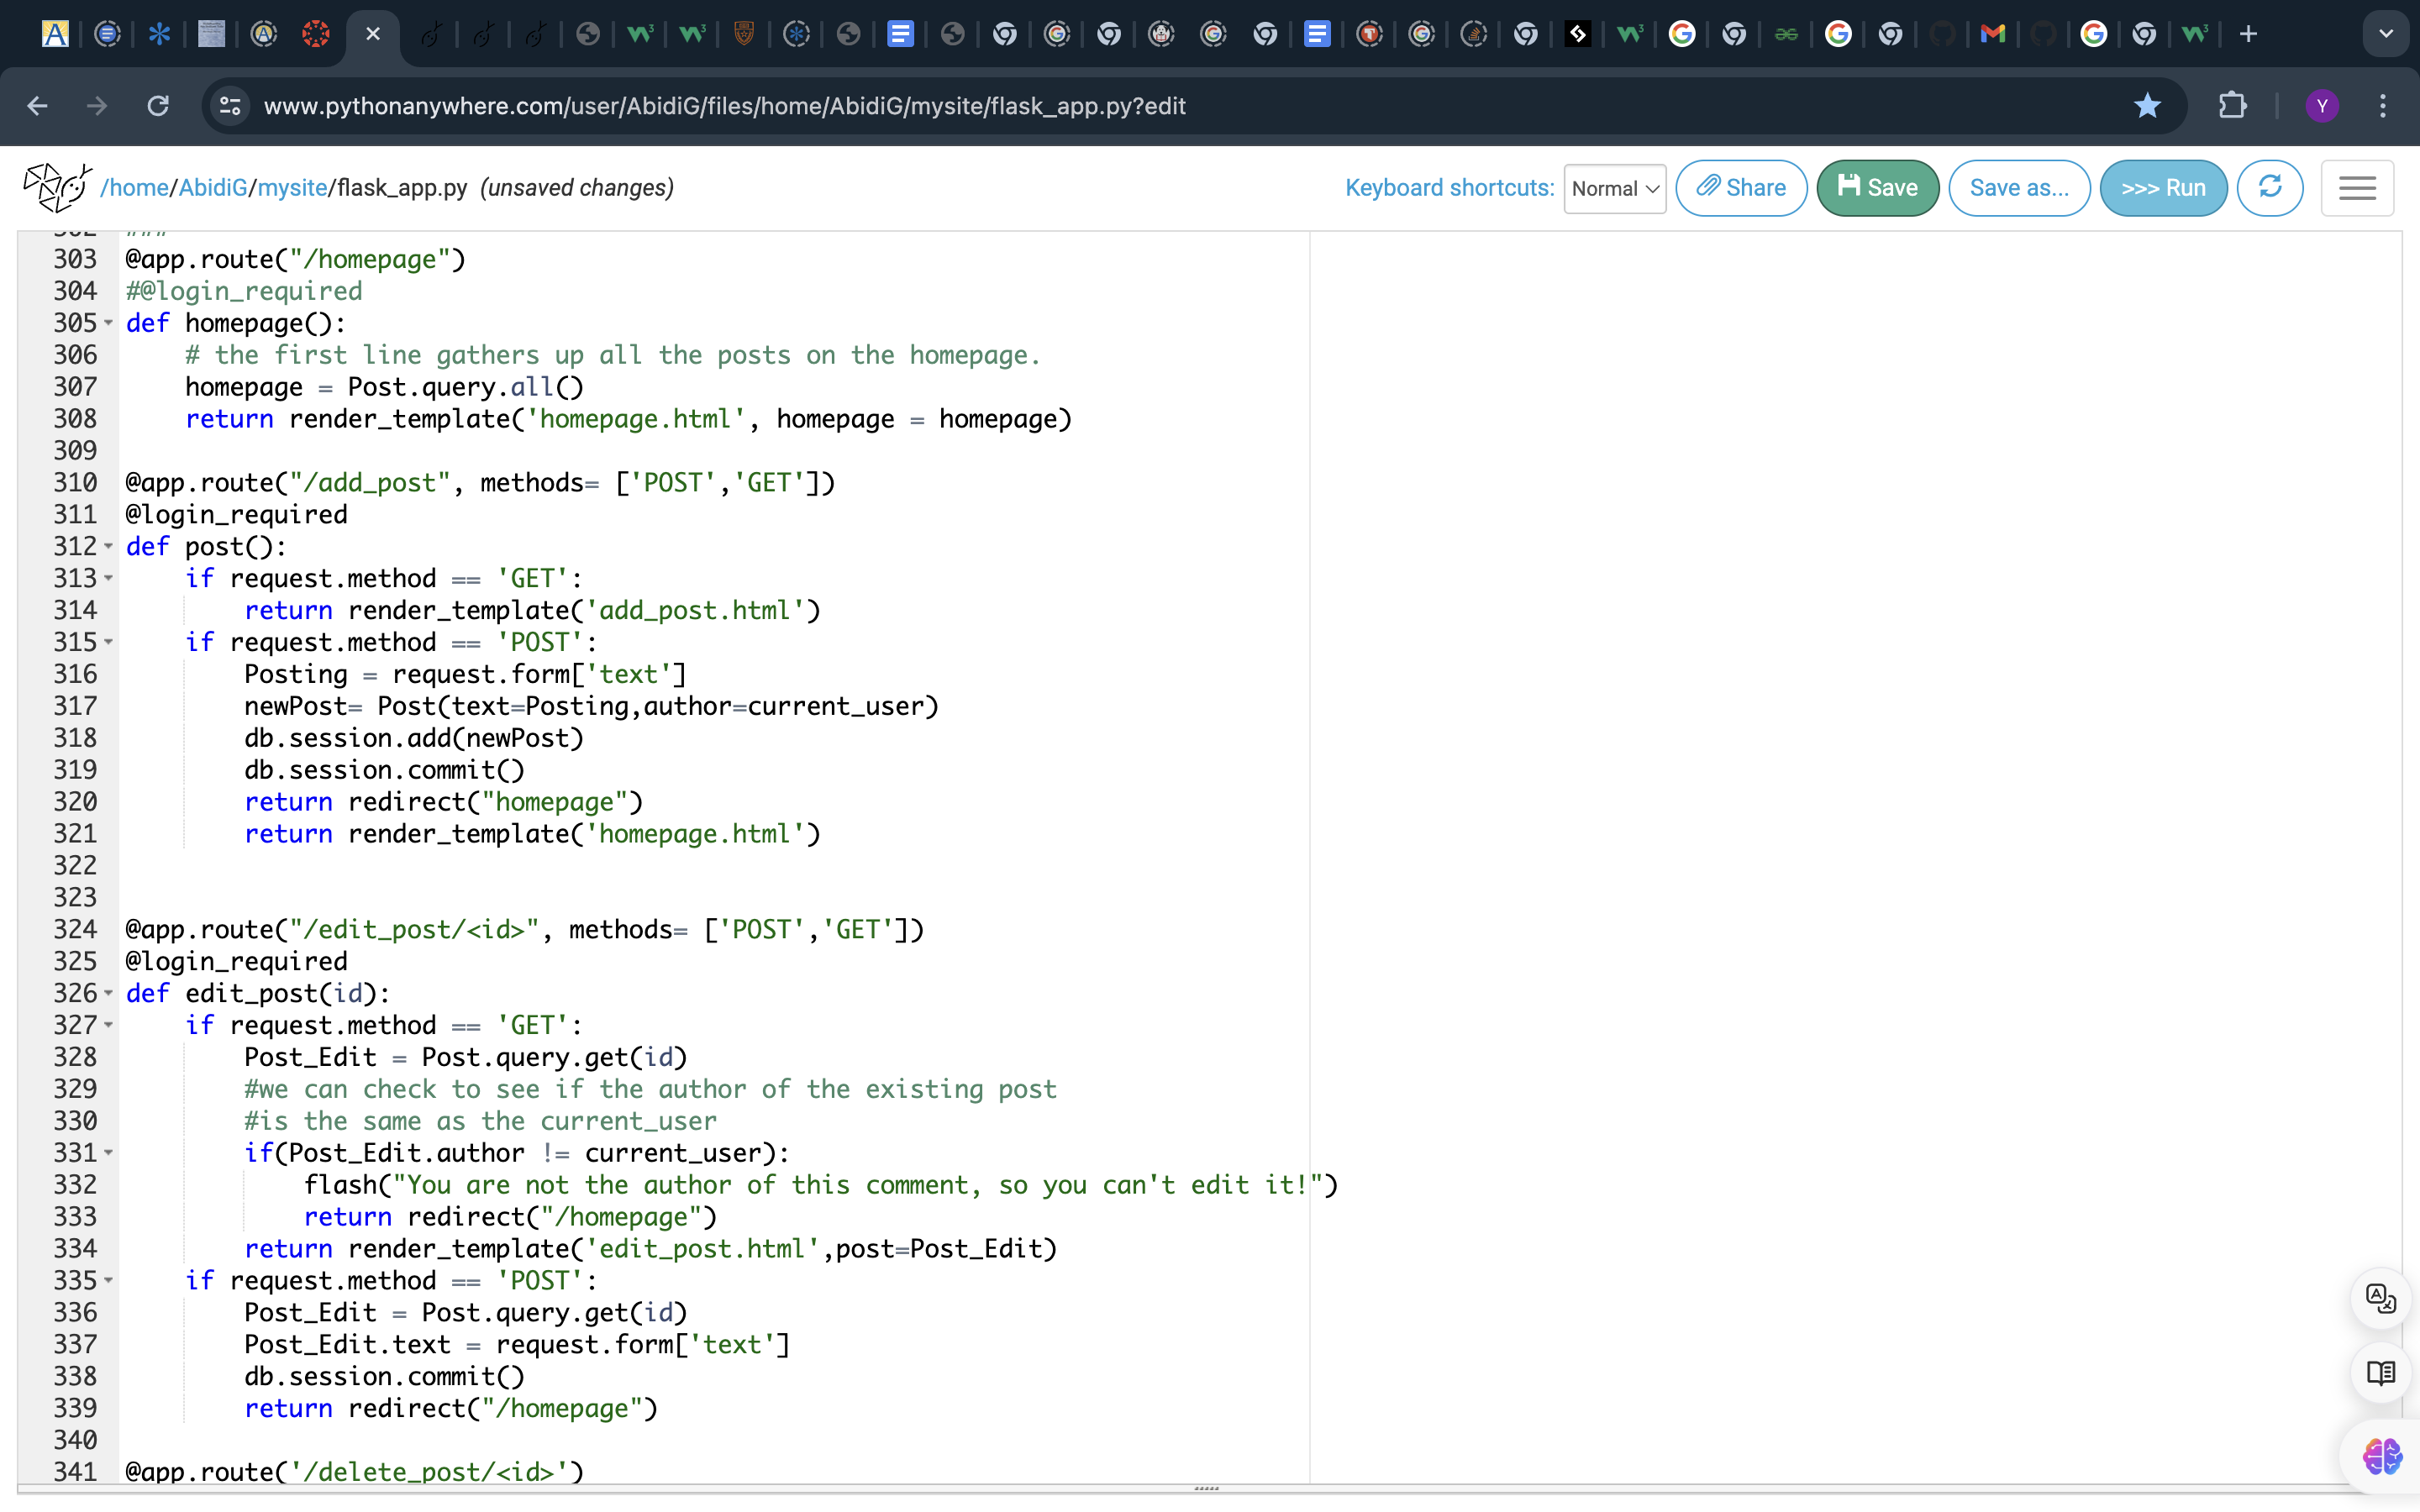 www.pythonanywhere.com/user/AbidiG/files/home/AbidiG/mysite/flask_app.py?edit
Y
/home/AbidiG/mysite/flask_app.py (unsaved changes)
Keyboard shortcuts: Normal Share Save Save as... >>> Run
303 @app.route("/homepage")
304 #@login_required
305 def homepage():
306     # the first line gathers up all the posts on the homepage.
307     homepage = Post.query.all()
308     return render_template('homepage.html', homepage = homepage)
309
310 @app.route("/add_post", methods= ['POST','GET'])
311 @login_required
312 def post():
313     if request.method == 'GET':
314         return render_template('add_post.html')
315     if request.method == 'POST':
316         Posting = request.form['text']
317         newPost= Post(text=Posting,author=current_user)
318         db.session.add(newPost)
319         db.session.commit()
320         return redirect("homepage")
321         return render_template('homepage.html')
322
323
324 @app.route("/edit_post/<id>", methods= ['POST','GET'])
325 @login_required
326 def edit_post(id):
327     if request.method == 'GET':
328         Post_Edit = Post.query.get(id)
329         #we can check to see if the author of the existing post
330         #is the same as the current_user
331         if(Post_Edit.author != current_user):
332             flash("You are not the author of this comment, so you can't edit it!")
333             return redirect("/homepage")
334         return render_template('edit_post.html',post=Post_Edit)
335     if request.method == 'POST':
336         Post_Edit = Post.query.get(id)
337         Post_Edit.text = request.form['text']
338         db.session.commit()
339         return redirect("/homepage")
340
341 @app.route('/delete_post/<id>')